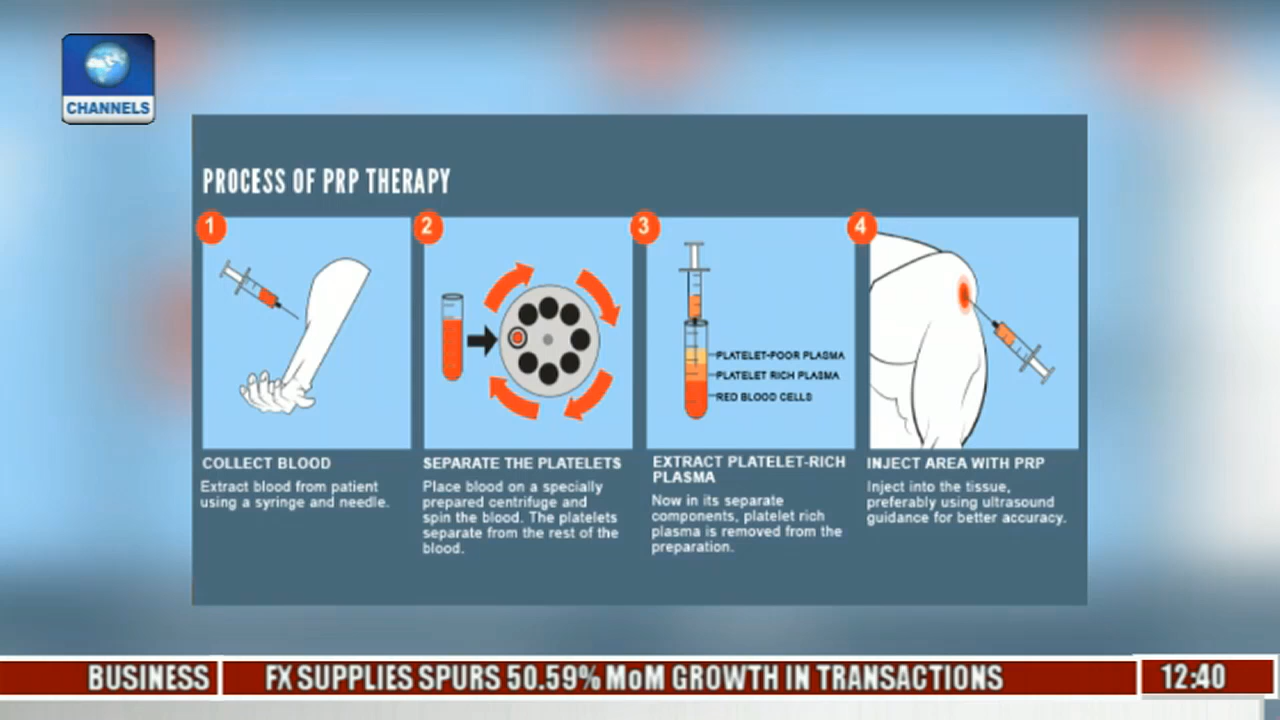 CHANNELS
PROCESS OF PRP THERAPY
1
2
3
4
PLATELET-POOR PLASMA
PLATELET RICH PLASMA
RED BLOOD CELLS
COLLECT BLOOD
Extract blood from patient
using a syringe and needle.
SEPARATE THE PLATELETS
Place blood on a specially
prepared centrifuge and
spin the blood. The platelets
separate from the rest of the
blood.
EXTRACT PLATELET-RICH
PLASMA
Now in its separate
components, platelet rich
plasma is removed from the
preparation.
INJECT AREA WITH PRP
Inject into the tissue,
preferably using ultrasound
guidance for better accuracy.
BUSINESS
FX SUPPLIES SPURS 50.59% MoM GROWTH IN TRANSACTIONS
12:40